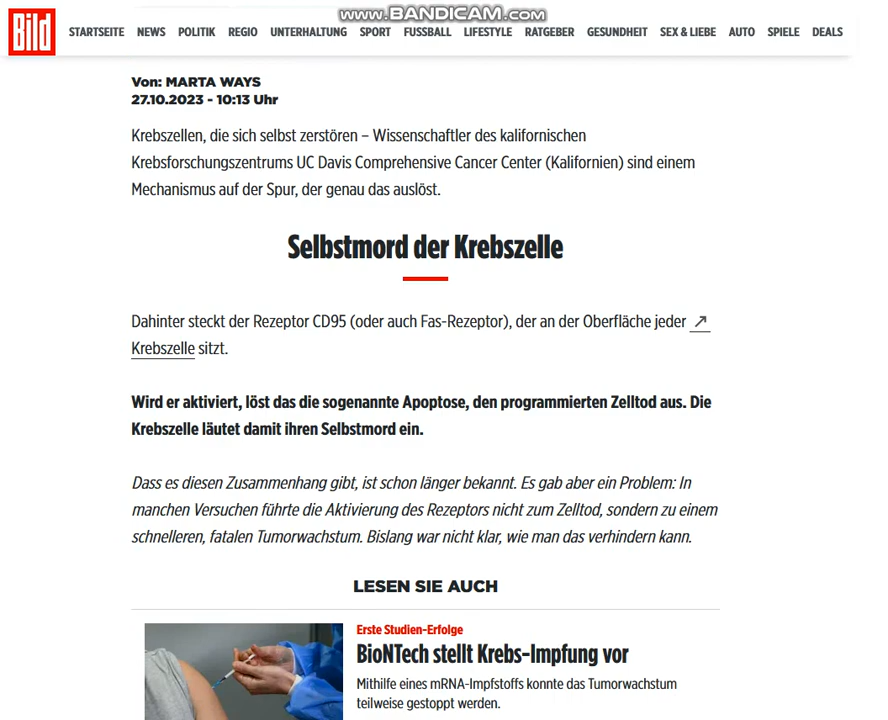 www.BANDICAM.com
Bild
STARTSEITE NEWS POLITIK REGIO UNTERHALTUNG SPORT FUSSBALL LIFESTYLE RATGEBER GESUNDHEIT SEX & LIEBE AUTO SPIELE DEALS
Von: MARTA WAYS
27.10.2023 - 10:13 Uhr
Krebszellen, die sich selbst zerstören – Wissenschaftler des kalifornischen
Krebsforschungszentrums UC Davis Comprehensive Cancer Center (Kalifornien) sind einem
Mechanismus auf der Spur, der genau das auslöst.
Selbstmord der Krebszelle
Dahinter steckt der Rezeptor CD95 (oder auch Fas-Rezeptor), der an der Oberfläche jeder ↗
Krebszelle sitzt.
Wird er aktiviert, löst das die sogenannte Apoptose, den programmierten Zelltod aus. Die
Krebszelle läutet damit ihren Selbstmord ein.
Dass es diesen Zusammenhang gibt, ist schon länger bekannt. Es gab aber ein Problem: In
manchen Versuchen führte die Aktivierung des Rezeptors nicht zum Zelltod, sondern zu einem
schnelleren, fatalen Tumorwachstum. Bislang war nicht klar, wie man das verhindern kann.
LESEN SIE AUCH
Erste Studien-Erfolge
BioNTech stellt Krebs-Impfung vor
Mithilfe eines mRNA-Impfstoffs konnte das Tumorwachstum
teilweise gestoppt werden.